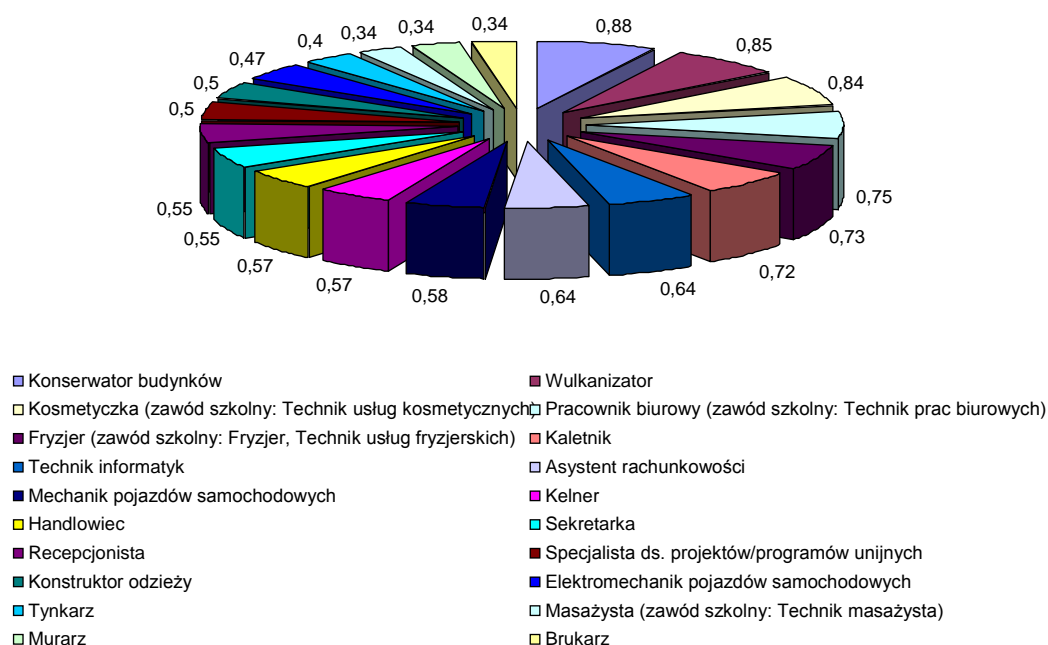 0,88
0,85
0,84
0,75
0,73
0,72
0,64
0,64
0,58
0,57
0,57
0,55
0,55
0,5
0,5
0,47
0,4
0,34
0,34
0,34
Konserwator budynków Wulkanizator
Kosmetyczka (zawód szkolny: Technik usług kosmetycznych) Pracownik biurowy (zawód szkolny: Technik prac biurowych)
Fryzjer (zawód szkolny: Fryzjer, Technik usług fryzjerskich) Kaletnik
Technik informatyk Asystent rachunkowości
Mechanik pojazdów samochodowych Kelner
Handlowiec Sekretarka
Recepcjonista Specjalista ds. projektów/programów unijnych
Konstruktor odzieży Elektromechanik pojazdów samochodowych
Tynkarz Masażysta (zawód szkolny: Technik masażysta)
Murarz Brukarz